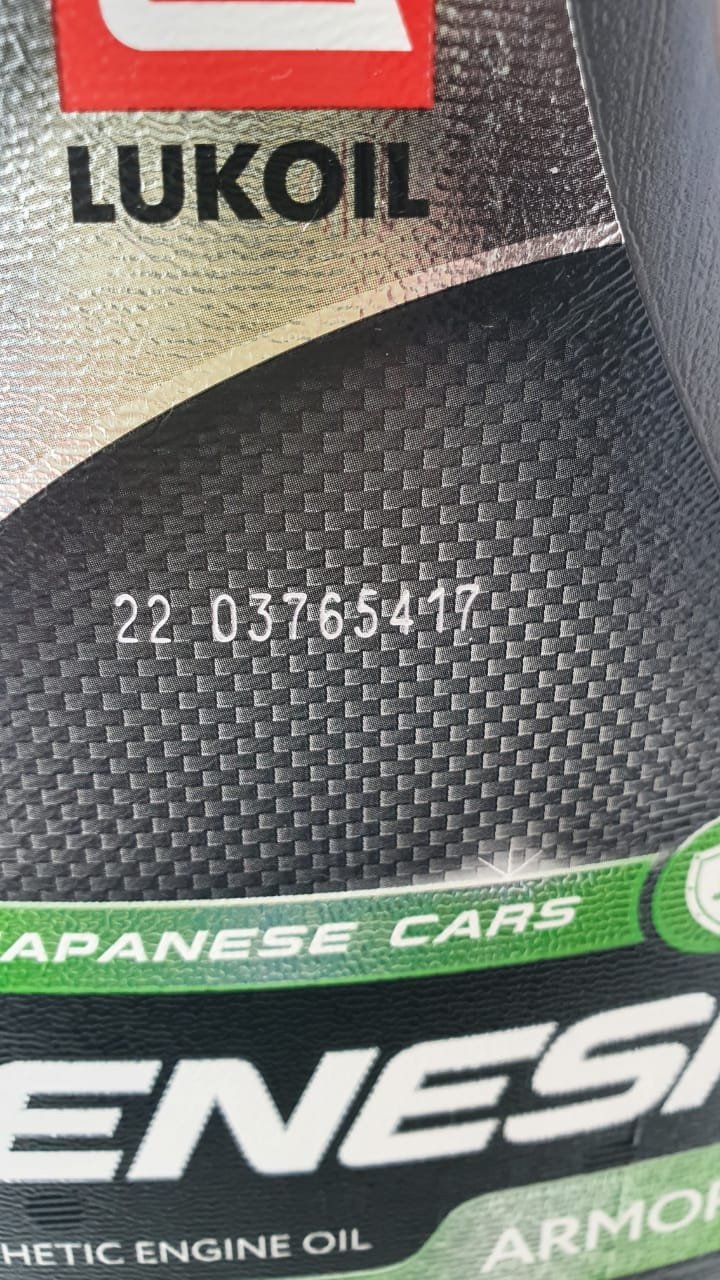 LUKOIL
22 03765417
JAPANESE CARS
ENESI
HETIC ENGINE OIL
ARMOR